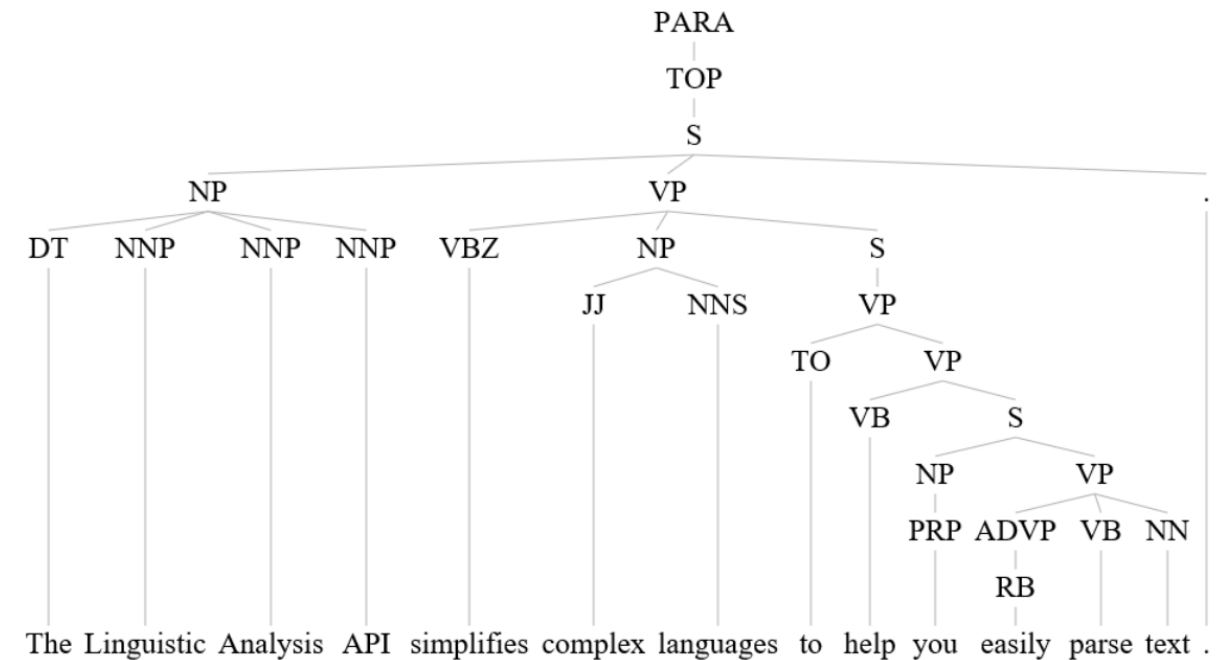 PARA
TOP
S
NP VP .
DT NNP NNP NNP VBZ NP S
JJ NNS VP
TO VP
VB S
NP VP
PRP ADVP VB NN
RB
The Linguistic Analysis API simplifies complex languages to help you easily parse text .